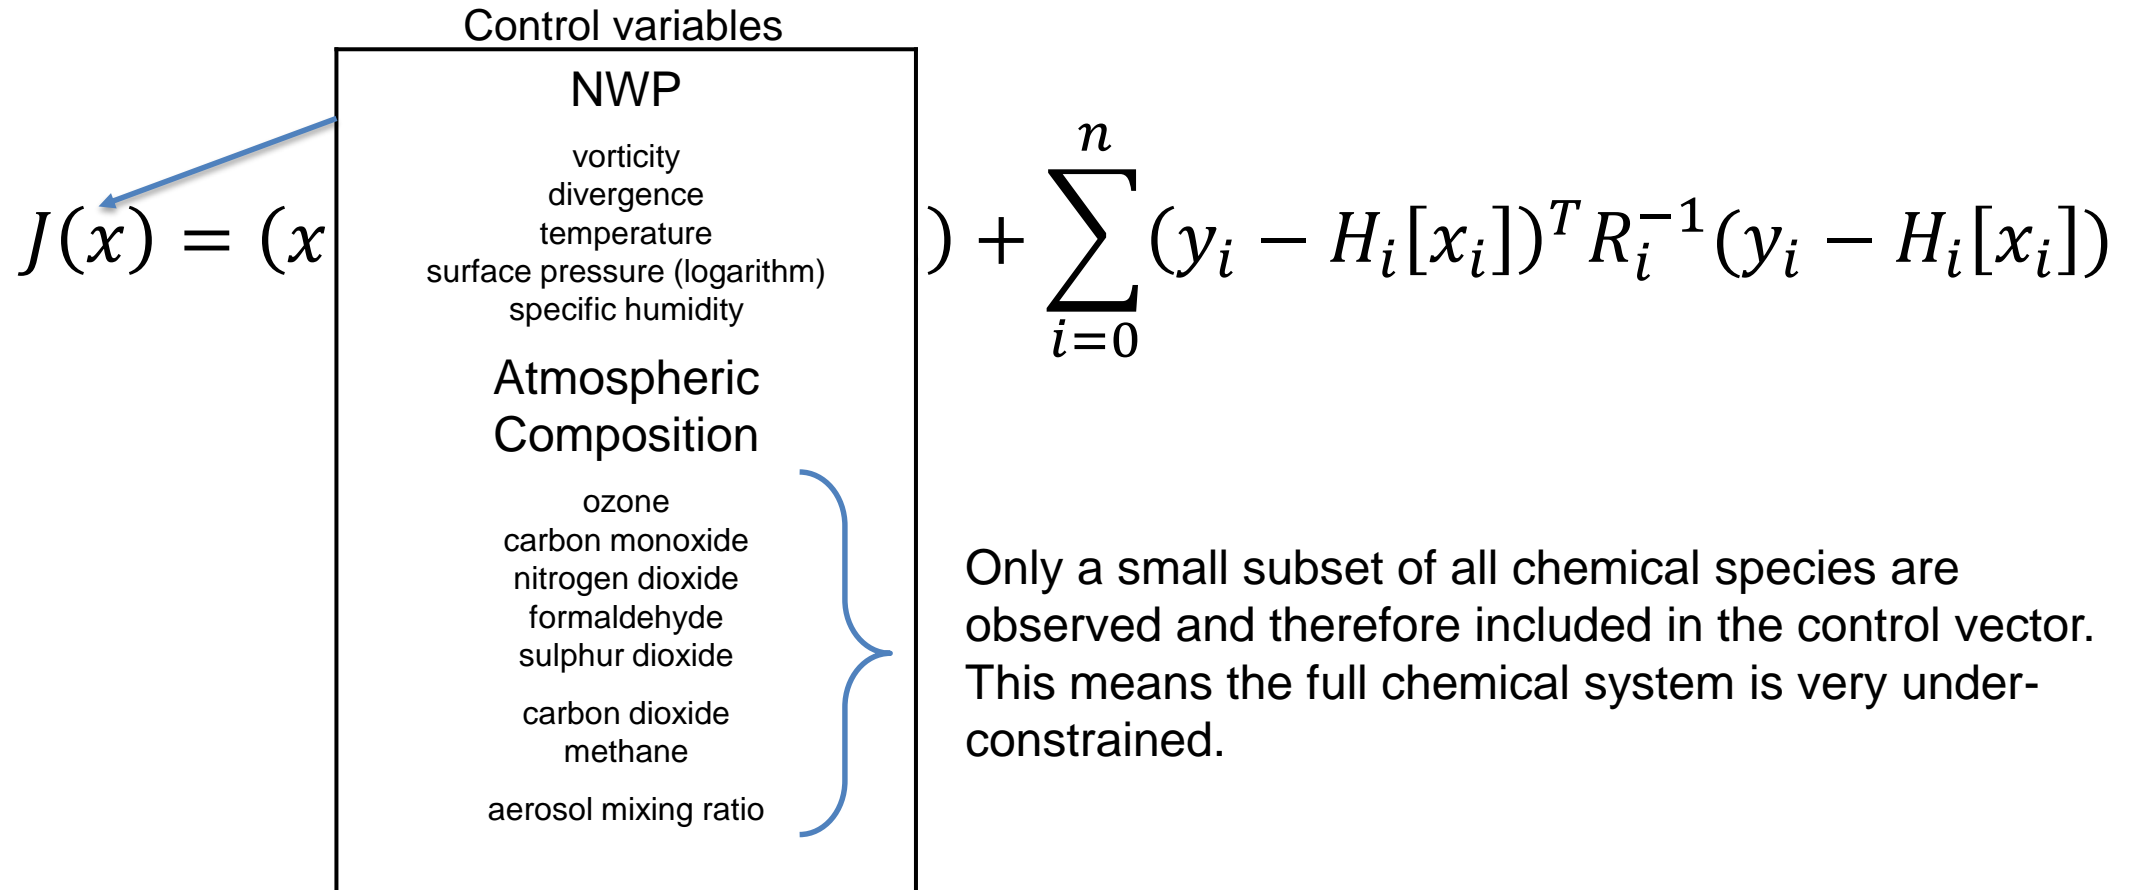 Control variables
NWP
vorticity
divergence
temperature
surface pressure (logarithm)
specific humidity
J(x) = (x
) + \sum_{i=0}^{n} (y_i − H_i[x_i])^T R_i^{−1} (y_i − H_i[x_i])
Atmospheric
Composition
ozone
carbon monoxide
nitrogen dioxide
formaldehyde
sulphur dioxide
carbon dioxide
methane
aerosol mixing ratio
Only a small subset of all chemical species are
observed and therefore included in the control vector.
This means the full chemical system is very under-
constrained.